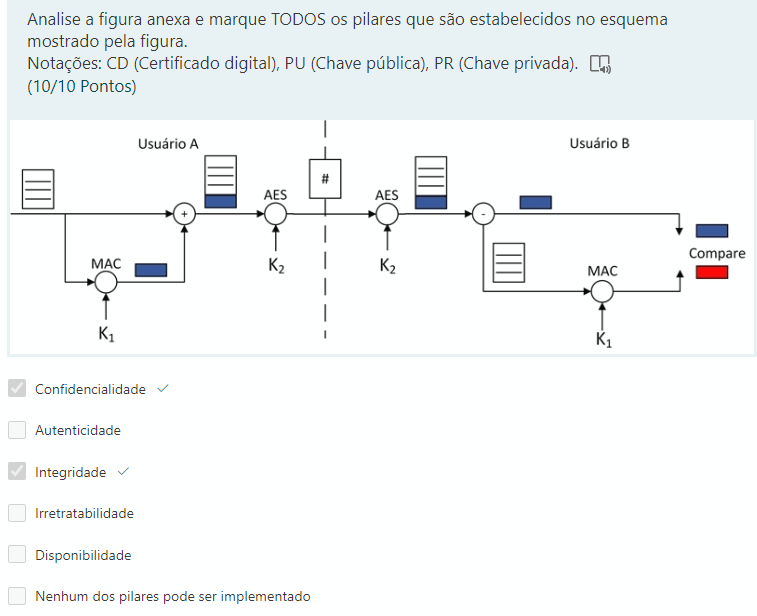 Analise a figura anexa e marque TODOS os pilares que são estabelecidos no esquema
mostrado pela figura.
Notações: CD (Certificado digital), PU (Chave pública), PR (Chave privada).
(10/10 Pontos)
Usuário A
Usuário B
#
AES
AES
+
-
K2
K2
MAC
K1
Compare
MAC
K1
Confidencialidade
Autenticidade
Integridade
Irretratabilidade
Disponibilidade
Nenhum dos pilares pode ser implementado